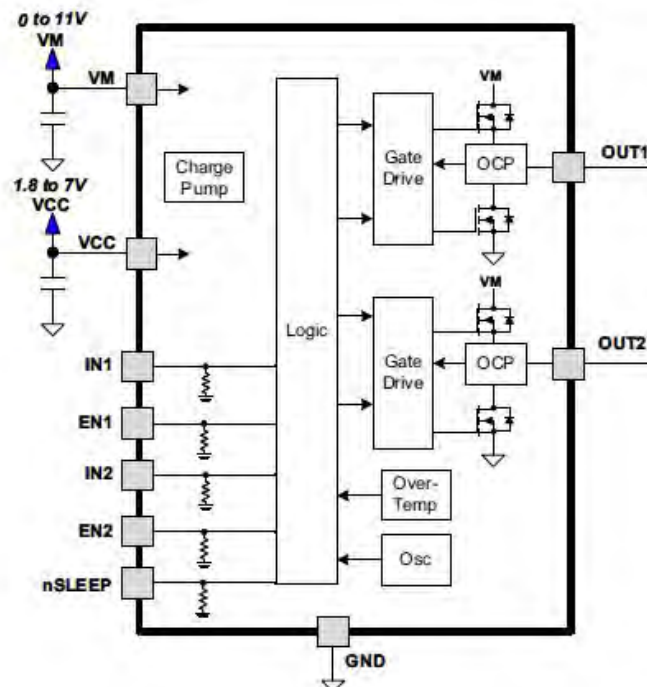 0 to 11V
VM
VM
1.8 to 7V
VCC
VCC
IN1
EN1
IN2
EN2
nSLEEP
Charge
Pump
Logic
Gate
Drive
VM
OCP
OUT1
Gate
Drive
VM
OCP
OUT2
Over-
Temp
Osc
GND